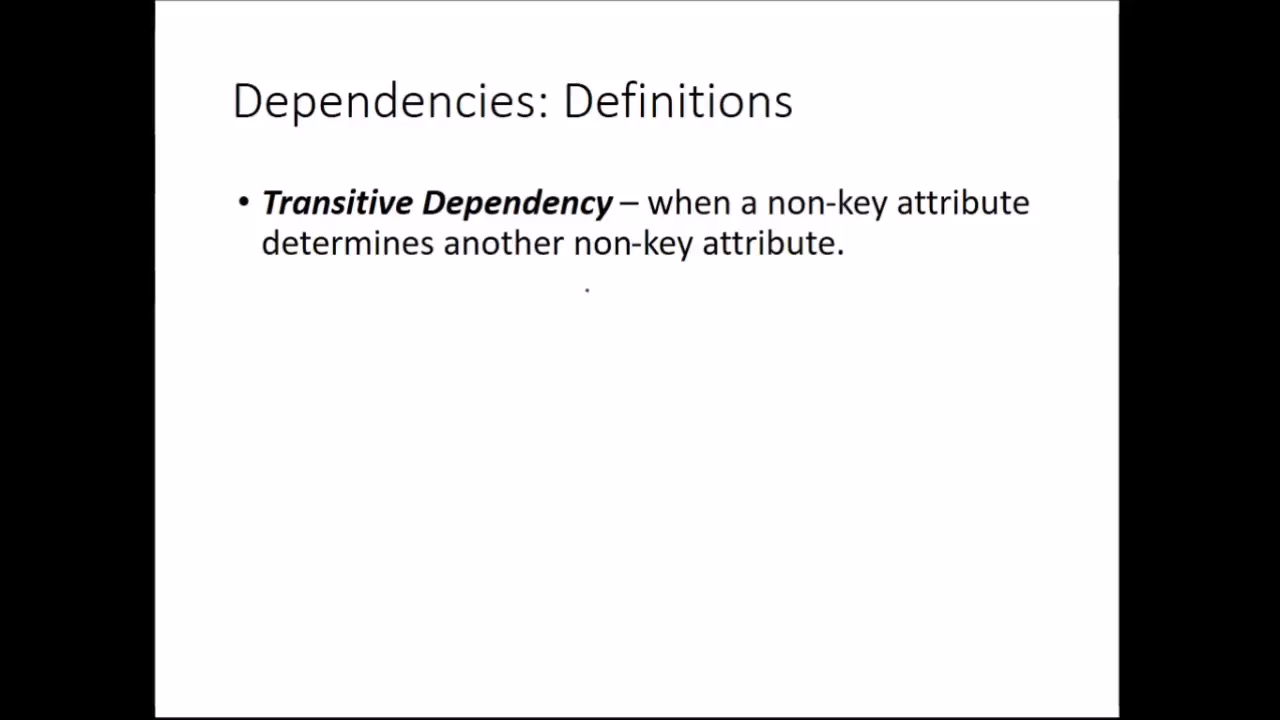 Dependencies: Definitions
• Transitive Dependency – when a non-key attribute
determines another non-key attribute.